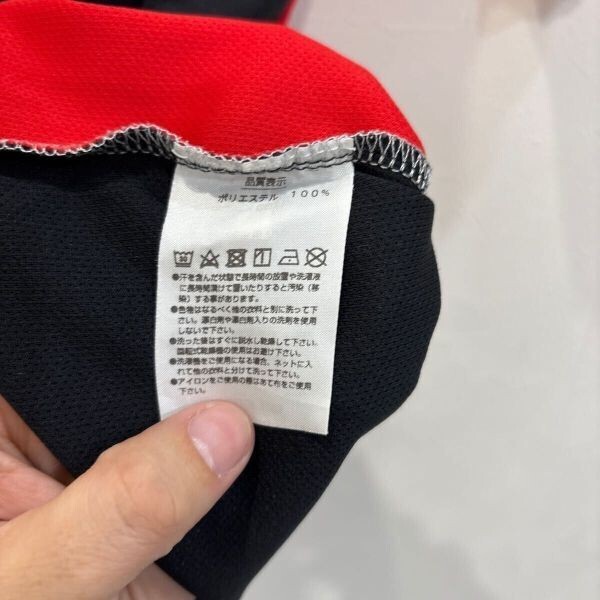 品質表示
ポリエステル 100%
30
●汗を含んだ状態で長時間の放置や洗濯液
に長時間漬けて置いたりすると汚染（移
染）する事があります。
●色物はなるべく他の衣料と別に洗って下
さい。漂白剤や漂白剤入りの洗剤を使用
しないで下さい。
●洗った後はすぐに脱水し乾燥して下さい。
回転式乾燥機の使用はお避け下さい。
●洗濯機をご使用になる場合、ネットに入
れて他の衣料と分けて洗って下さい。
●アイロンをご使用の際はあて布をご使用
下さい。